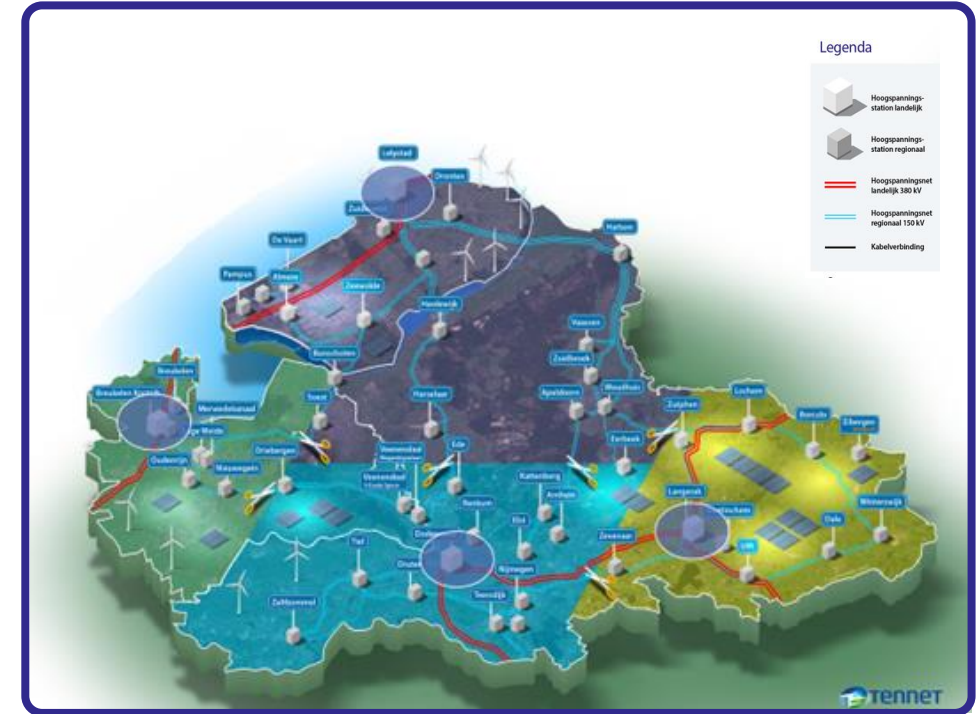 Legenda
Hoogspannings-
station landelijk
Hoogspannings-
station regionaal
Hoogspanningsnet
landelijk 380 kV
Hoogspanningsnet
regionaal 150 kV
Kabelverbinding
Lelystad
Dronten
Hattem
De Vaart
Pampus
Almere
Zeewolde
Harderwijk
Vaassen
Bunschoten
Zuidbroek
Breukelen
Woudhuis
Apeldoorn
Harselaar
Soest
Zutphen
Lochem
Borculo
Eibergen
Merwedekanaal
Oudenrijn
Nieuwegein
Driebergen
Veenendaal
Ede
Eerbeek
Kattenberg
Veenendaal
Arnhem
Renkum
Langerak
Winterswijk
Elst
Dale
Zevenaar
Ulft
Tiel
Druten
Nijmegen
Teersdijk
Zaltbommel
TENNET